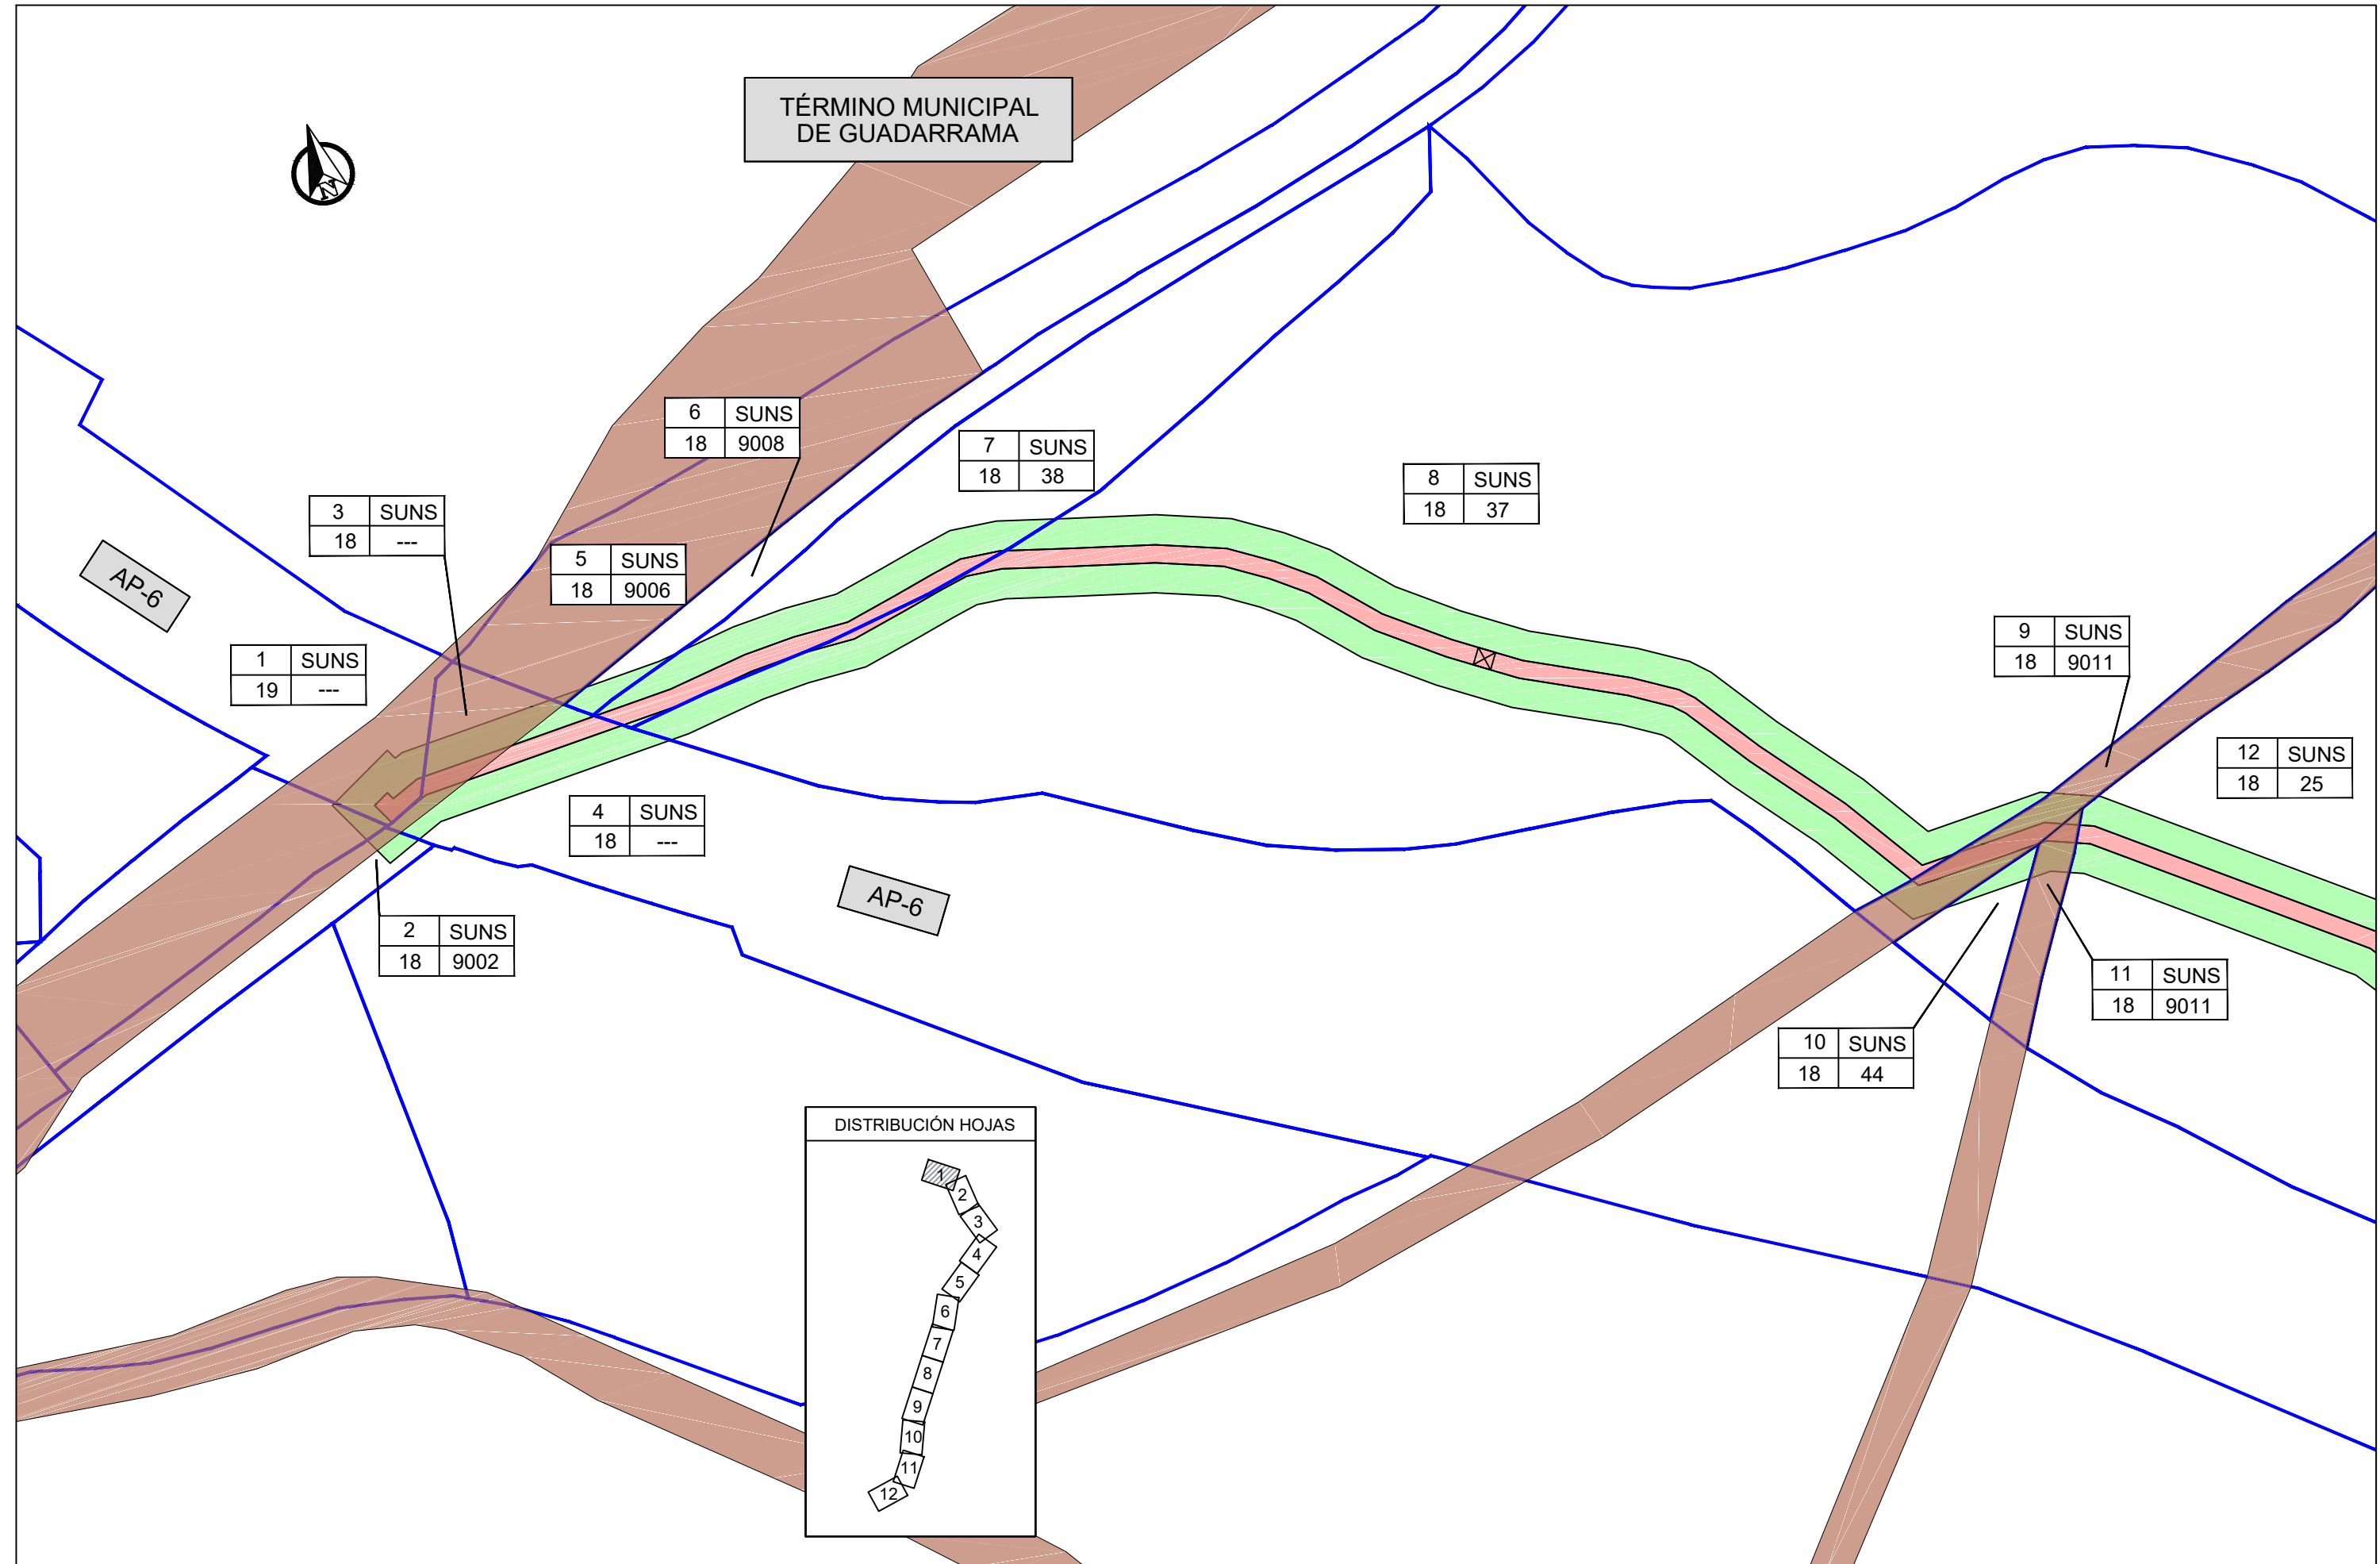 TÉRMINO MUNICIPAL
DE GUADARRAMA
N
6 SUNS
18 9008
7 SUNS
18 38
8 SUNS
18 37
3 SUNS
18 ---
5 SUNS
18 9006
AP-6
1 SUNS
19 ---
9 SUNS
18 9011
12 SUNS
18 25
4 SUNS
18 ---
AP-6
2 SUNS
18 9002
11 SUNS
18 9011
10 SUNS
18 44
DISTRIBUCIÓN HOJAS
1
2
3
4
5
6
7
8
9
10
11
12